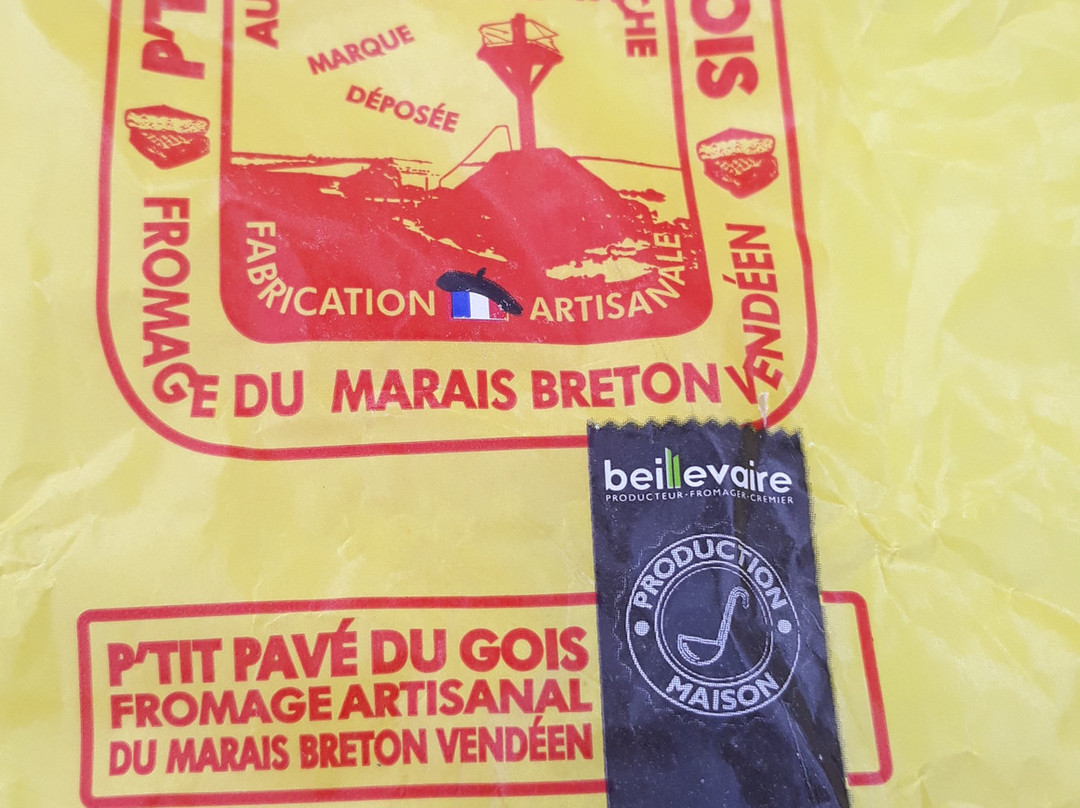 MARQUE
DÉPOSÉE
FABRICATION ARTISANALE
FROMAGE DU MARAIS BRETON VENDÉEN
beillevaire
PRODUCTEUR-FROMAGER-CREMIER
PRODUCTION
MAISON
P'TIT PAVÉ DU GOIS
FROMAGE ARTISANAL
DU MARAIS BRETON VENDÉEN